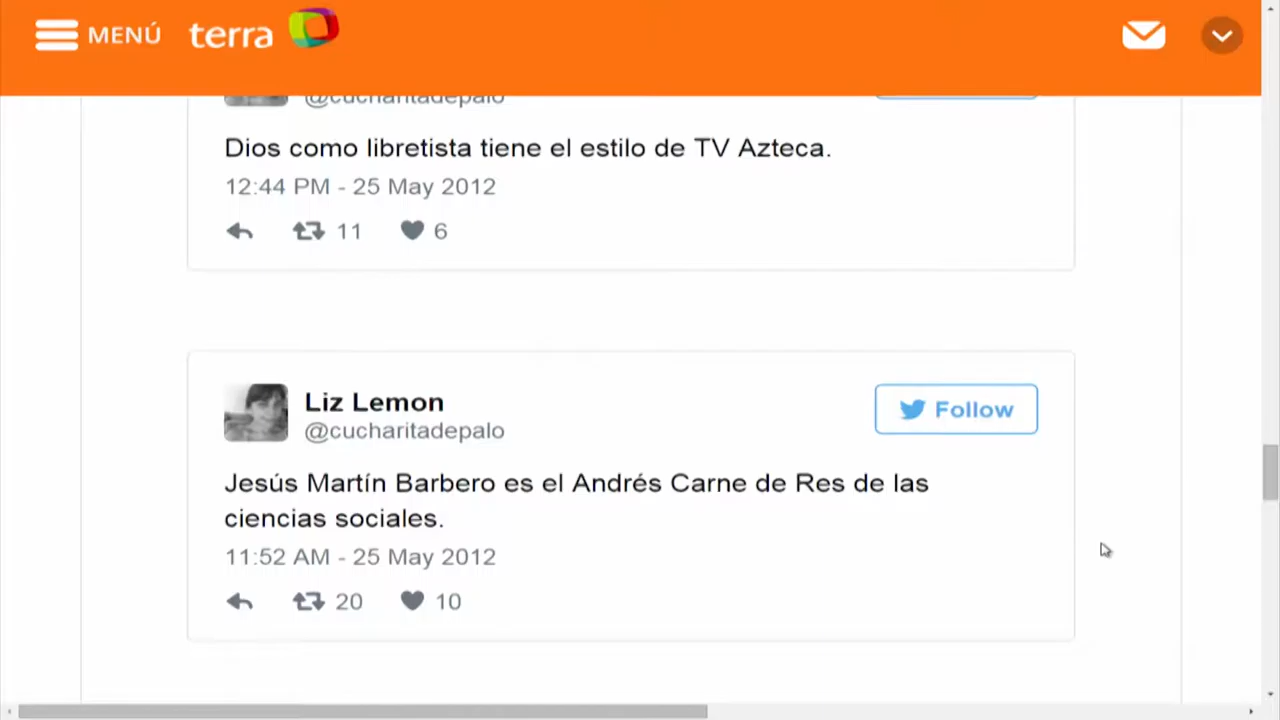 MENÚ terra
@cucharitadepalo
Dios como libretista tiene el estilo de TV Azteca.
12:44 PM - 25 May 2012
11 6
Liz Lemon
@cucharitadepalo
Follow
Jesús Martín Barbero es el Andrés Carne de Res de las
ciencias sociales.
11:52 AM - 25 May 2012
20 10